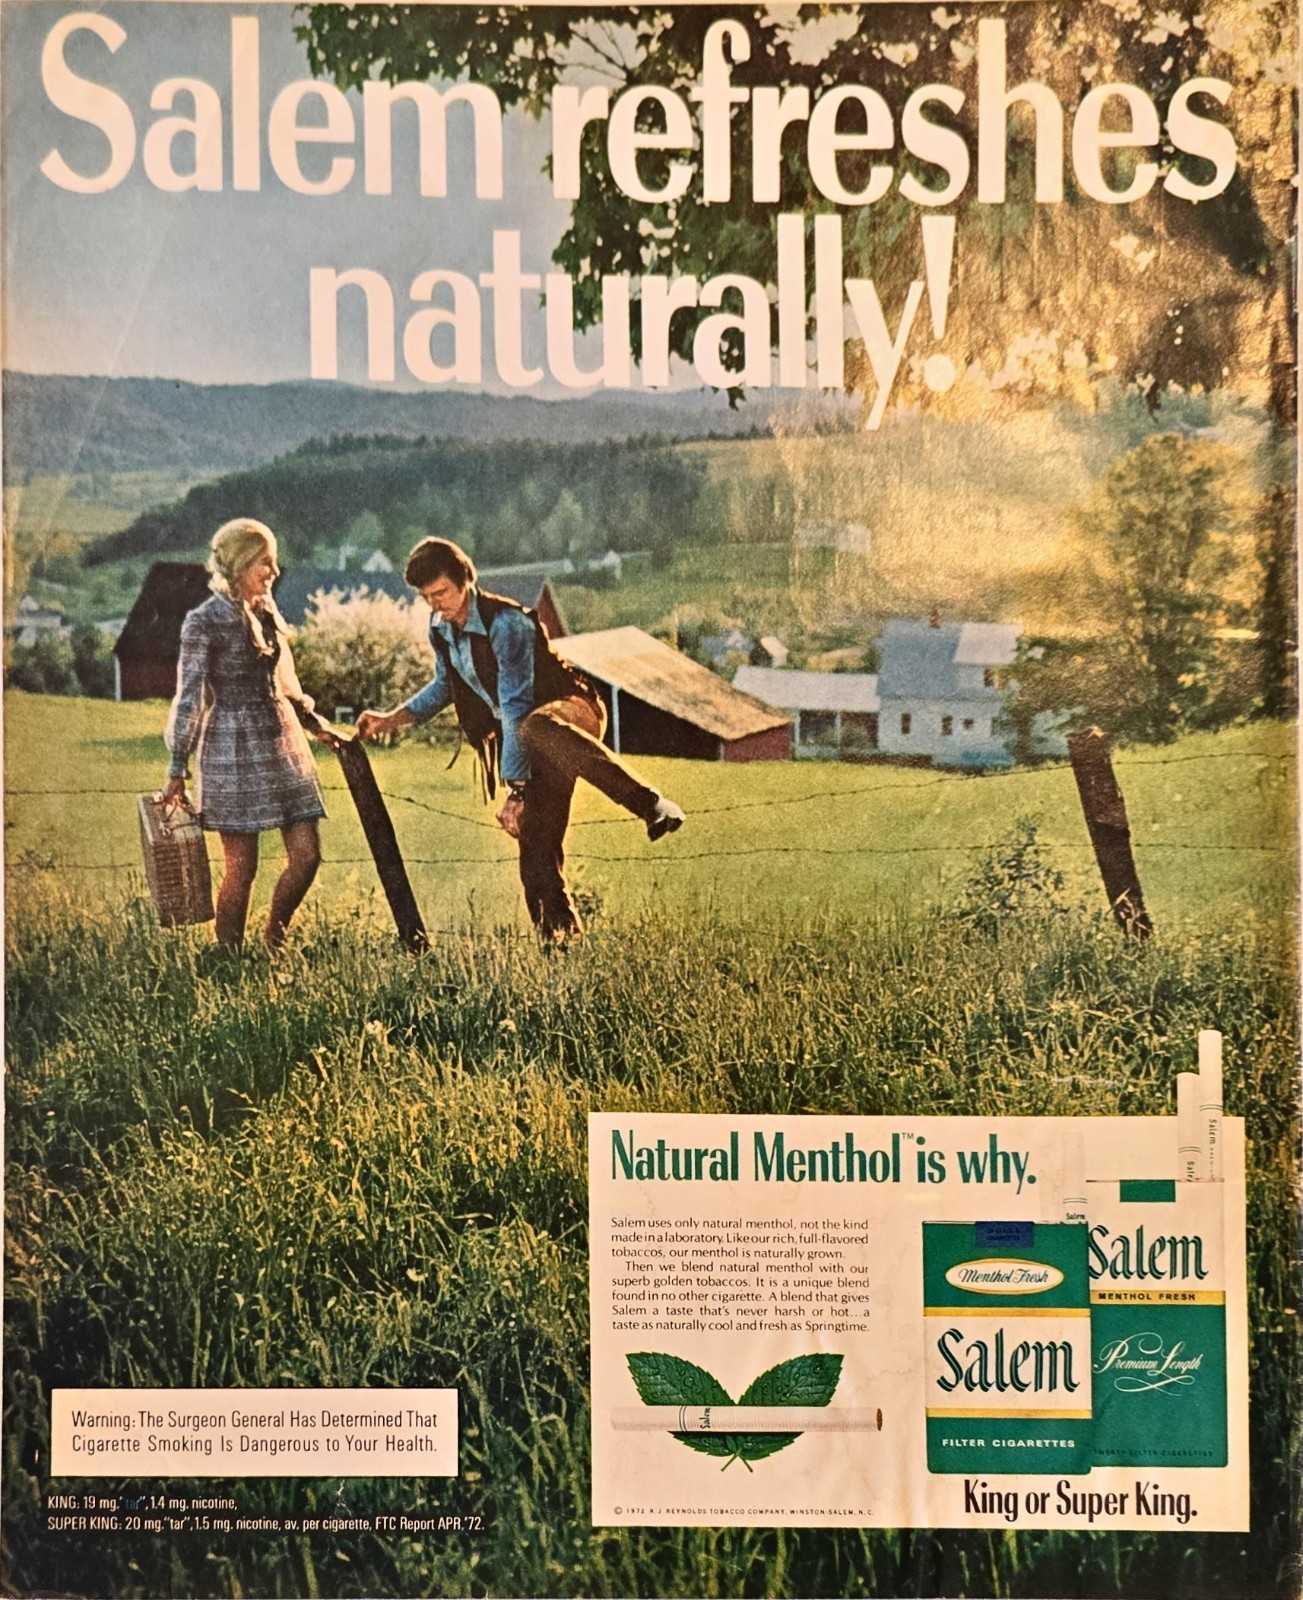 Salem refreshes
naturally!
Natural Menthol™ is why.
Salem uses only natural menthol, not the kind
made in a laboratory. Like our rich, full-flavored
tobaccos, our menthol is naturally grown.
Then we blend natural menthol with our
superb golden tobaccos. It is a unique blend
found in no other cigarette. A blend that gives
Salem a taste that's never harsh or hot...a
taste as naturally cool and fresh as Springtime.
Salem
© 1972 R. J. REYNOLDS TOBACCO COMPANY, WINSTON-SALEM, N. C.
Salem
Salem
Menthol Fresh
Salem
FILTER CIGARETTES
Salem
MENTHOL FRESH
Premium Length
TWENTY FILTER CIGARETTES
King or Super King.
Warning: The Surgeon General Has Determined That
Cigarette Smoking Is Dangerous to Your Health.
KING: 19 mg. "tar", 1.4 mg. nicotine,
SUPER KING: 20 mg. "tar", 1.5 mg. nicotine, av. per cigarette, FTC Report APR.'72.